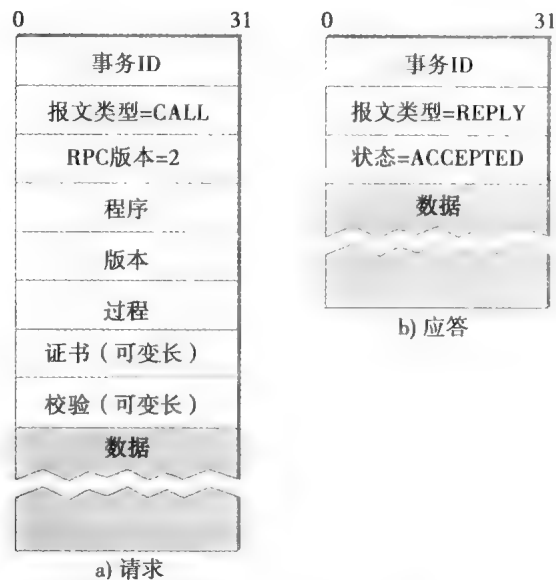 0 31
事务ID
报文类型=CALL
RPC版本=2
程序
版本
过程
证书（可变长）
校验（可变长）
数据
a) 请求
0 31
事务ID
报文类型=REPLY
状态=ACCEPTED
数据
b) 应答